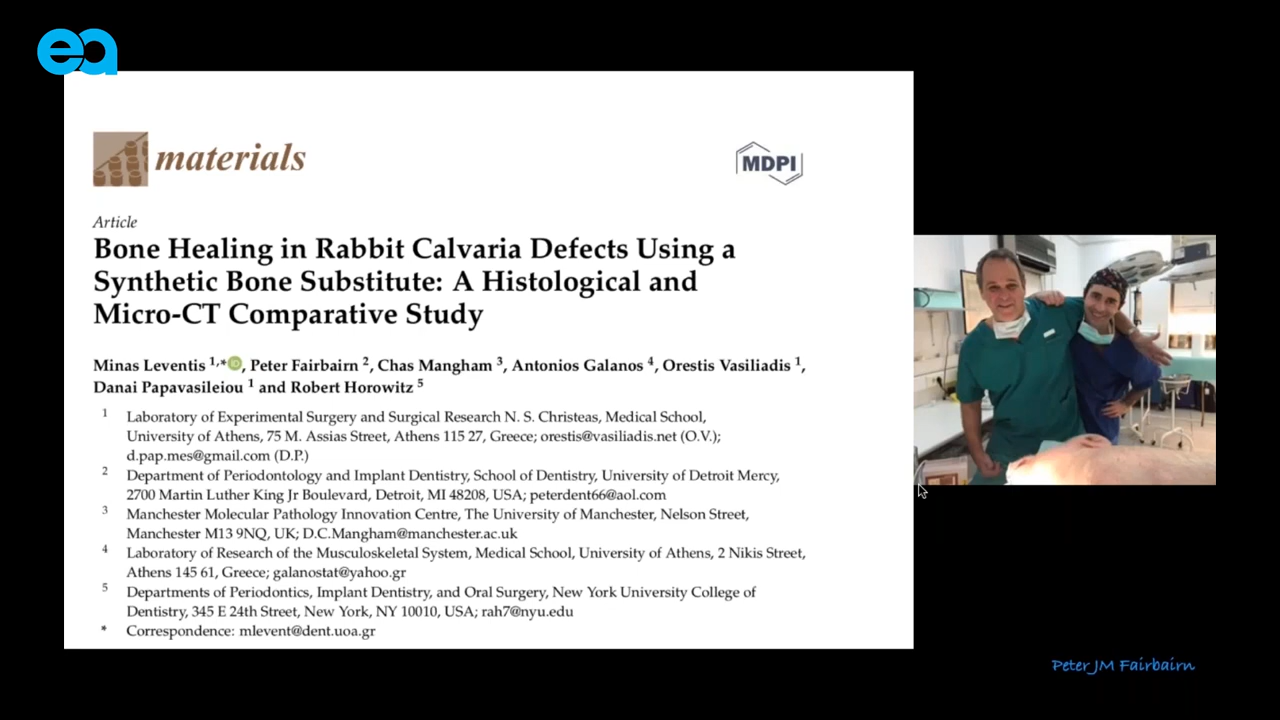 ea
materials
MDPI
Article
Bone Healing in Rabbit Calvaria Defects Using a
Synthetic Bone Substitute: A Histological and
Micro-CT Comparative Study
Minas Leventis 1,* iD, Peter Fairbairn 2, Chas Mangham 3, Antonios Galanos 4, Orestis Vasiliadis 1,
Danai Papavasileiou 1 and Robert Horowitz 5
1 Laboratory of Experimental Surgery and Surgical Research N. S. Christeas, Medical School,
University of Athens, 75 M. Assias Street, Athens 115 27, Greece; orestis@vasiliadis.net (O.V.);
d.pap.mes@gmail.com (D.P.)
2 Department of Periodontology and Implant Dentistry, School of Dentistry, University of Detroit Mercy,
2700 Martin Luther King Jr Boulevard, Detroit, MI 48208, USA; peterdent66@aol.com
3 Manchester Molecular Pathology Innovation Centre, The University of Manchester, Nelson Street,
Manchester M13 9NQ, UK; D.C.Mangham@manchester.ac.uk
4 Laboratory of Research of the Musculoskeletal System, Medical School, University of Athens, 2 Nikis Street,
Athens 145 61, Greece; galanostat@yahoo.gr
5 Departments of Periodontics, Implant Dentistry, and Oral Surgery, New York University College of
Dentistry, 345 E 24th Street, New York, NY 10010, USA; rah7@nyu.edu
* Correspondence: mlevent@dent.uoa.gr
Peter JM Fairbairn